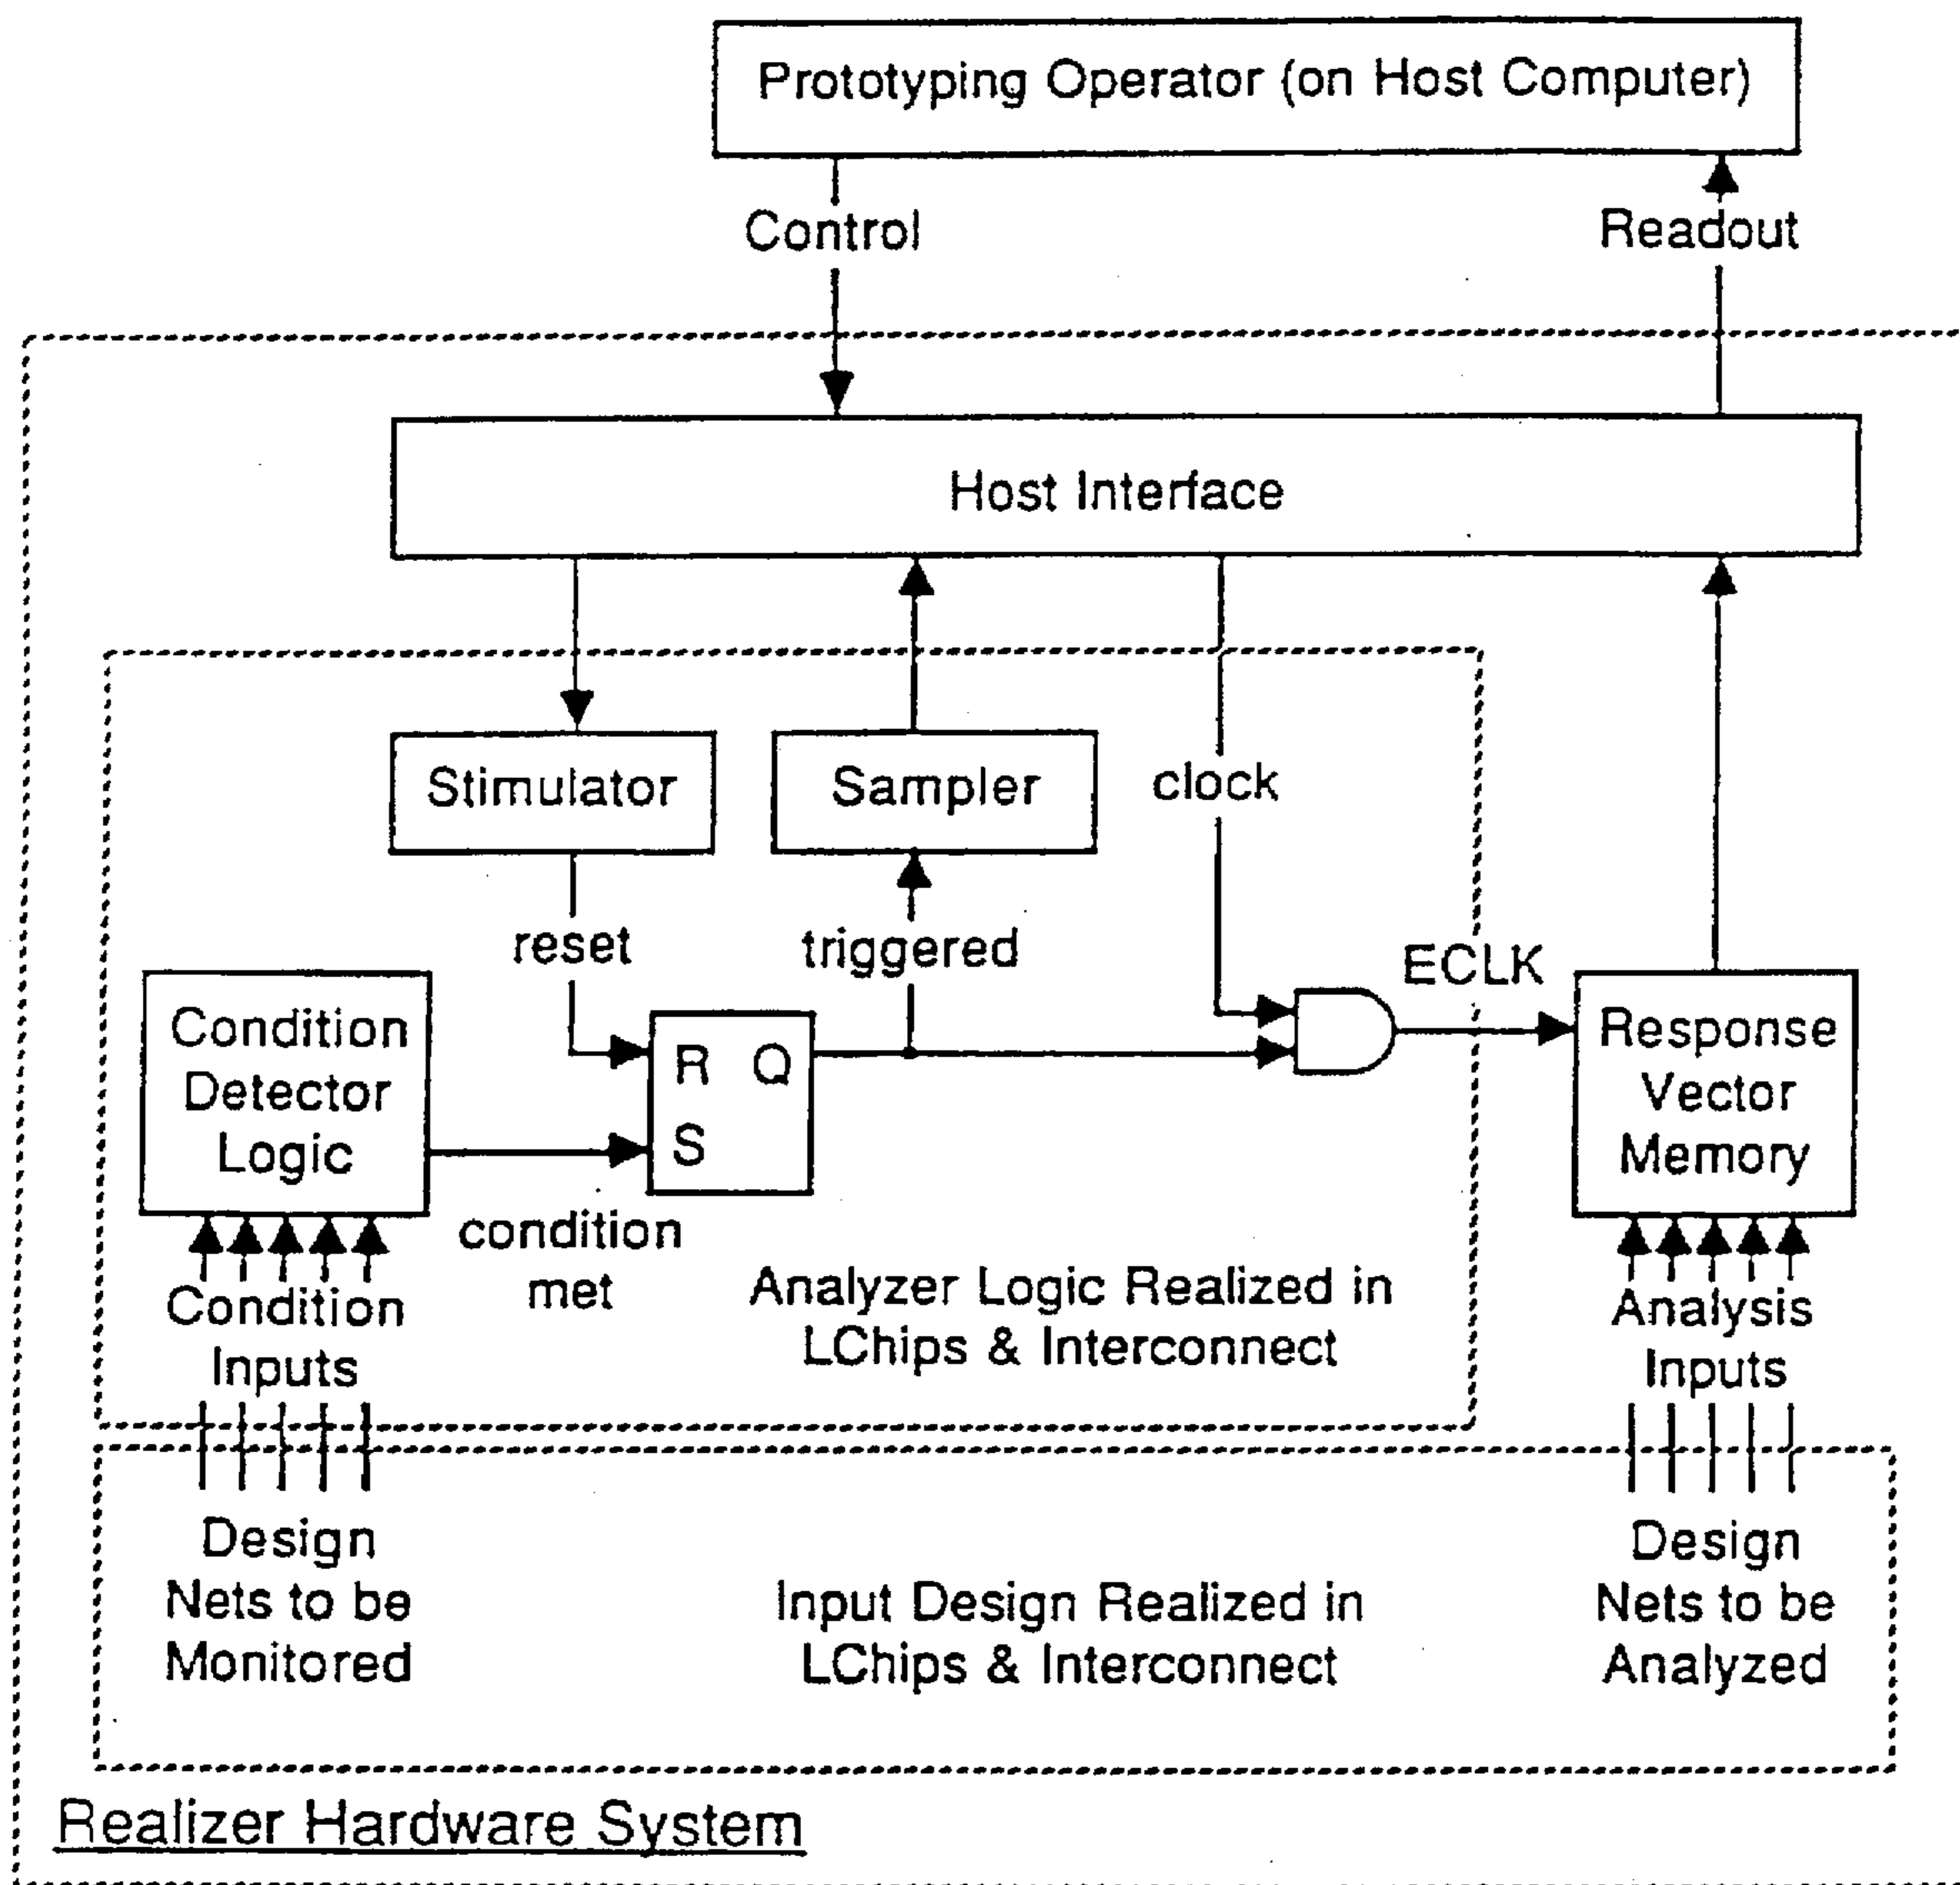 Prototyping Operator (on Host Computer)
Control
Readout
Host Interface
Stimulator
Sampler
clock
reset
triggered
ECLK
Condition
Detector
Logic
R Q
S
Response
Vector
Memory
condition
met
Condition
Inputs
Analyzer Logic Realized in
LChips & Interconnect
Analysis
Inputs
Design
Nets to be
Monitored
Input Design Realized in
LChips & Interconnect
Design
Nets to be
Analyzed
Realizer Hardware System